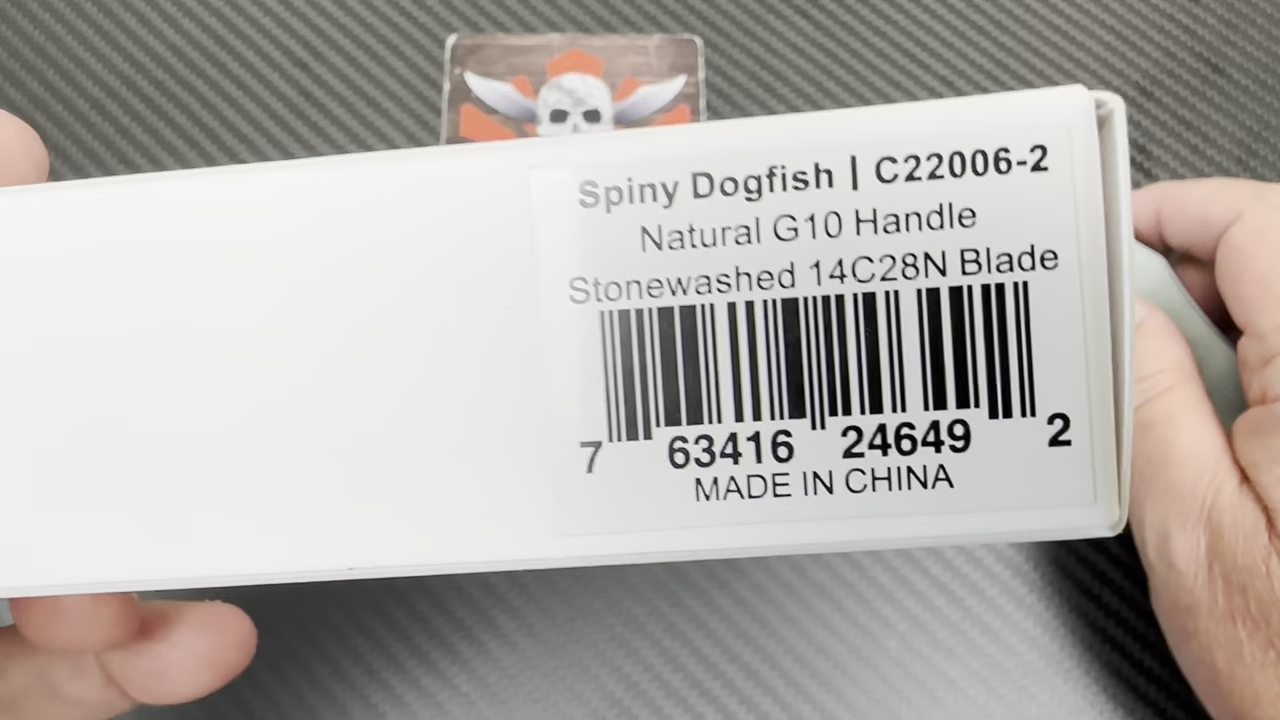 Spiny Dogfish | C22006-2
Natural G10 Handle
Stonewashed 14C28N Blade
7 63416 24649 2
MADE IN CHINA